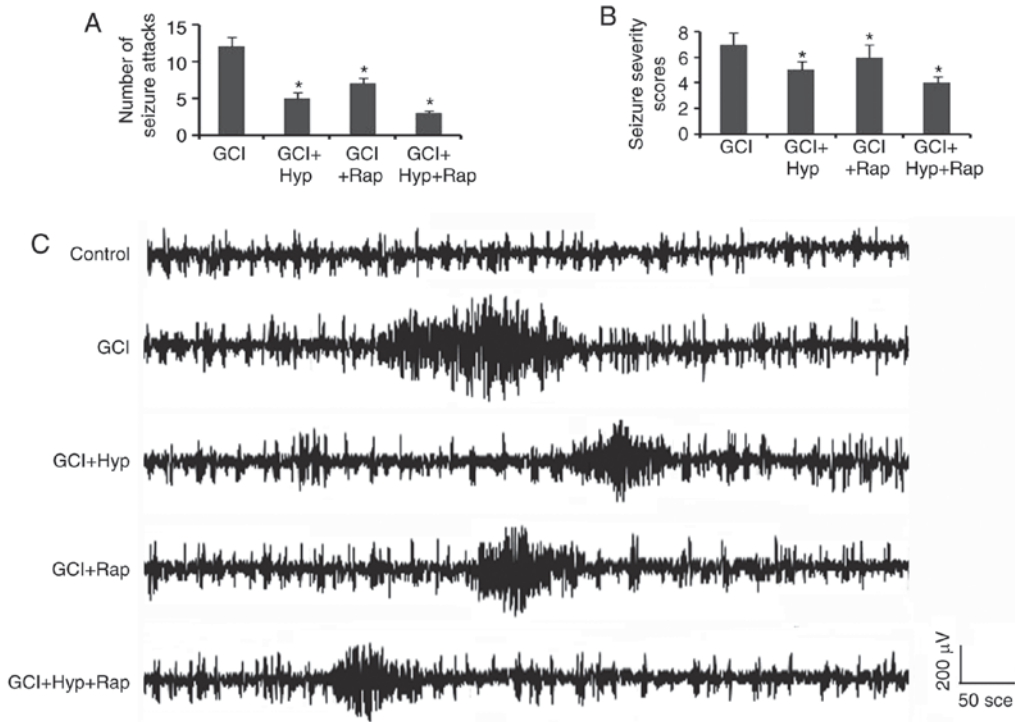 A
Number of
seizure attacks
15
10
5
0
*
*
*
GCI
GCI+
Hyp
GCI
+Rap
GCI+
Hyp+Rap
B
Seizure severity
scores
8
6
4
2
0
*
*
*
GCI
GCI+
Hyp
GCI
+Rap
GCI+
Hyp+Rap
C
Control
GCI
GCI+Hyp
GCI+Rap
GCI+Hyp+Rap
200 µV
50 sce